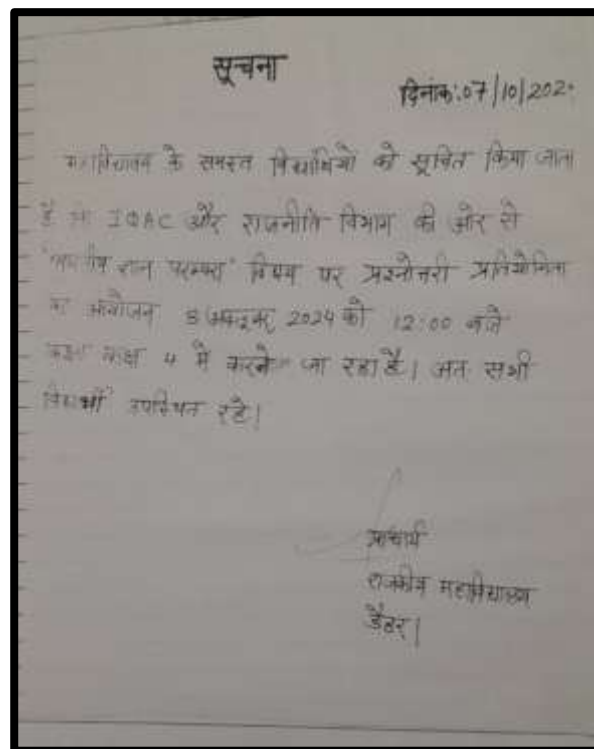 सूचना
दिनांक:07/10/202
महाविद्यालय के समस्त विद्यार्थियों को सूचित किया जाता
है IQAC और राजनीति विभाग की ओर से
ज्ञान परम्परा' विषय पर प्रश्नोत्तरी प्रतियोगिता
का आयोजन 8 अक्टूबर 2024 को 12:00 बजे
कक्ष 4 में करने जा रहा है। अतः सभी
विद्यार्थी उपस्थित रहे।
प्राचार्य
राजकीय महाविद्यालय